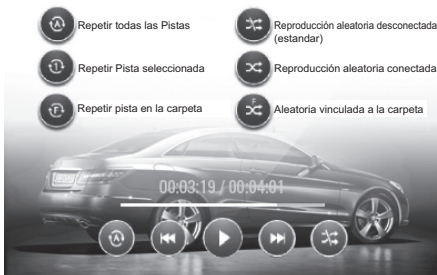 Repetir todas las Pistas
Reproducción aleatoria desconectada
(estandar)
Repetir Pista seleccionada
Reproducción aleatoria conectada
Repetir pista en la carpeta
Aleatoria vinculada a la carpeta
00:03:19 / 00:04:01